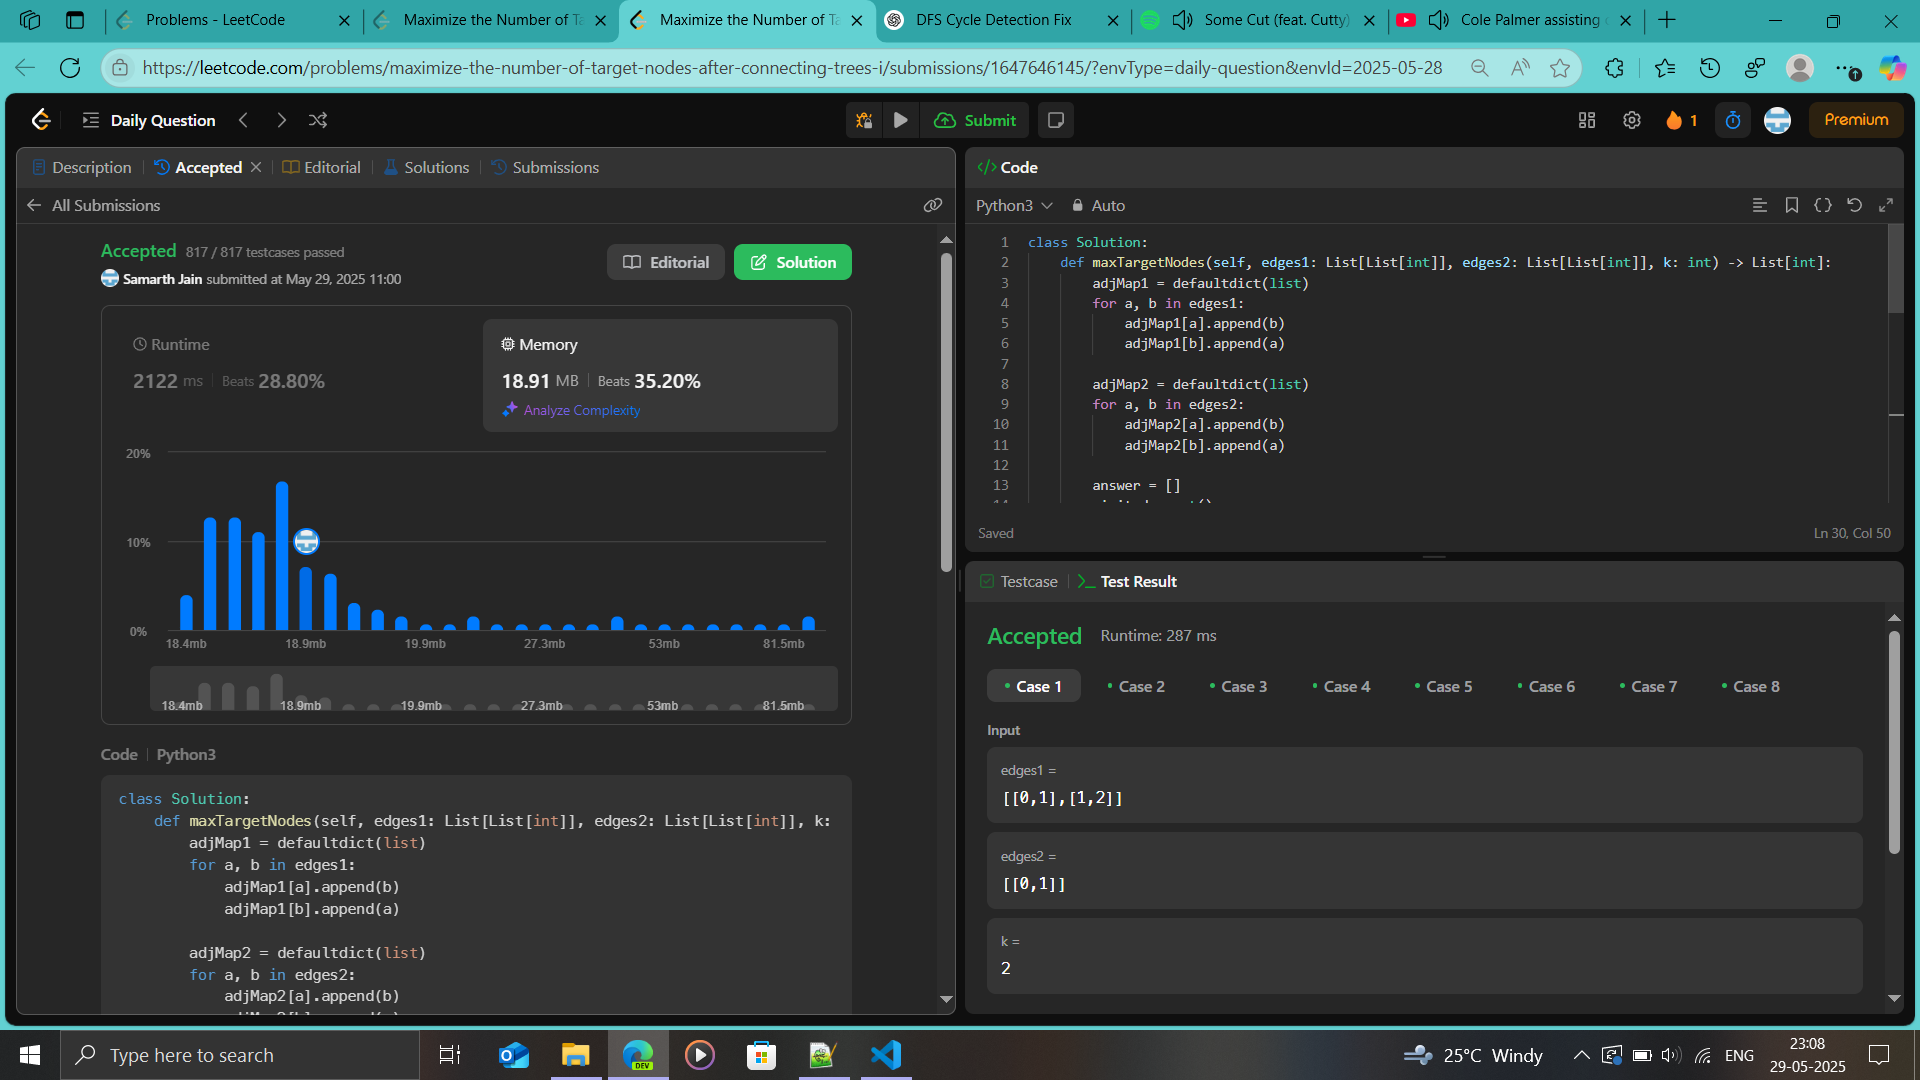 Problems - LeetCode
Maximize the Number of Ta
Maximize the Number of Ta
DFS Cycle Detection Fix
Some Cut (feat. Cutty)
Cole Palmer assisting
https://leetcode.com/problems/maximize-the-number-of-target-nodes-after-connecting-trees-i/submissions/1647646145/?envType=daily-question&envId=2025-05-28
Daily Question
Submit
1
Premium
Description
Accepted
Editorial
Solutions
Submissions
All Submissions
Accepted 817 / 817 testcases passed
Samarth Jain submitted at May 29, 2025 11:00
Editorial
Solution
Runtime
2122 ms Beats 28.80%
Memory
18.91 MB Beats 35.20%
Analyze Complexity
20%
10%
0%
18.4mb 18.9mb 19.9mb 27.3mb 53mb 81.5mb
18.4mb 18.9mb 19.9mb 27.3mb 53mb 81.5mb
Code Python3
class Solution:
def maxTargetNodes(self, edges1: List[List[int]], edges2: List[List[int]], k:
adjMap1 = defaultdict(list)
for a, b in edges1:
adjMap1[a].append(b)
adjMap1[b].append(a)
adjMap2 = defaultdict(list)
for a, b in edges2:
adjMap2[a].append(b)
</> Code
Python3 Auto
1 class Solution:
2 def maxTargetNodes(self, edges1: List[List[int]], edges2: List[List[int]], k: int) -> List[int]:
3 adjMap1 = defaultdict(list)
4 for a, b in edges1:
5 adjMap1[a].append(b)
6 adjMap1[b].append(a)
7
8 adjMap2 = defaultdict(list)
9 for a, b in edges2:
10 adjMap2[a].append(b)
11 adjMap2[b].append(a)
12
13 answer = []
Saved
Ln 30, Col 50
Testcase
Test Result
Accepted Runtime: 287 ms
Case 1 Case 2 Case 3 Case 4 Case 5 Case 6 Case 7 Case 8
Input
edges1 =
[[0,1],[1,2]]
edges2 =
[[0,1]]
k =
2
Type here to search
DEV
25°C Windy
ENG
23:08
29-05-2025